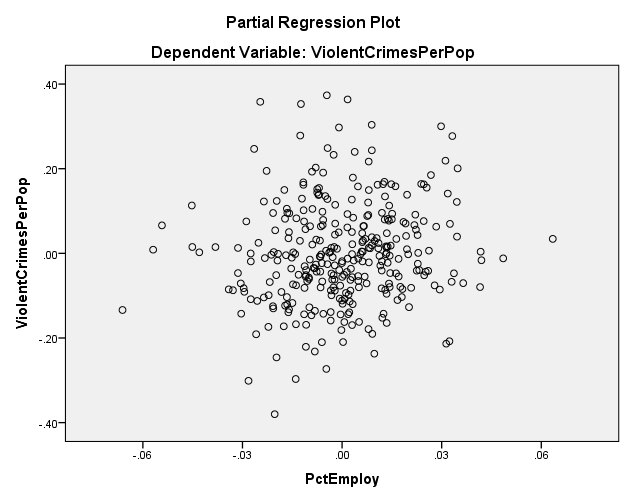 Partial Regression Plot
Dependent Variable: ViolentCrimesPerPop
ViolentCrimesPerPop
.40
.20
.00
-.20
-.40
-.06
-.03
.00
.03
.06
PctEmploy